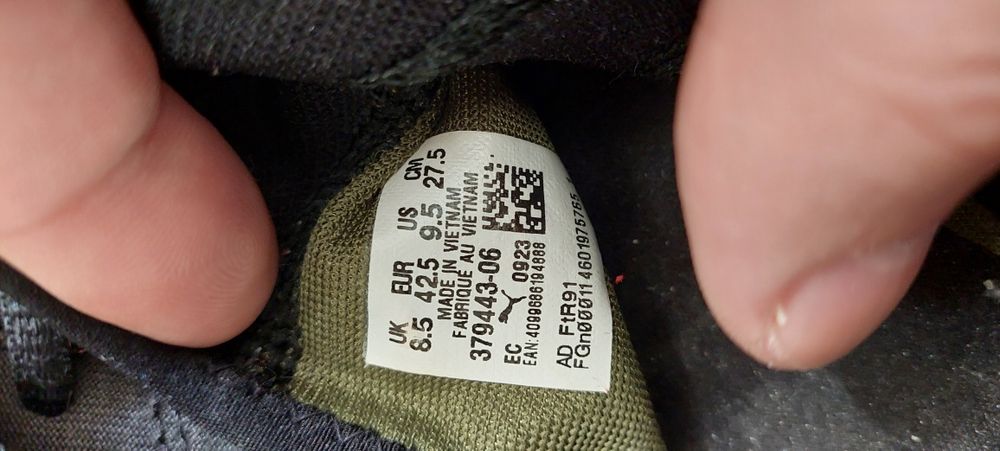 UK EUR US CM
8.5 42.5 9.5 27.5
MADE IN VIETNAM
FABRIQUE AU VIETNAM
379443-06
EC 0923
EAN:4099686194888
AD FtR91
FGn00011 4601975765